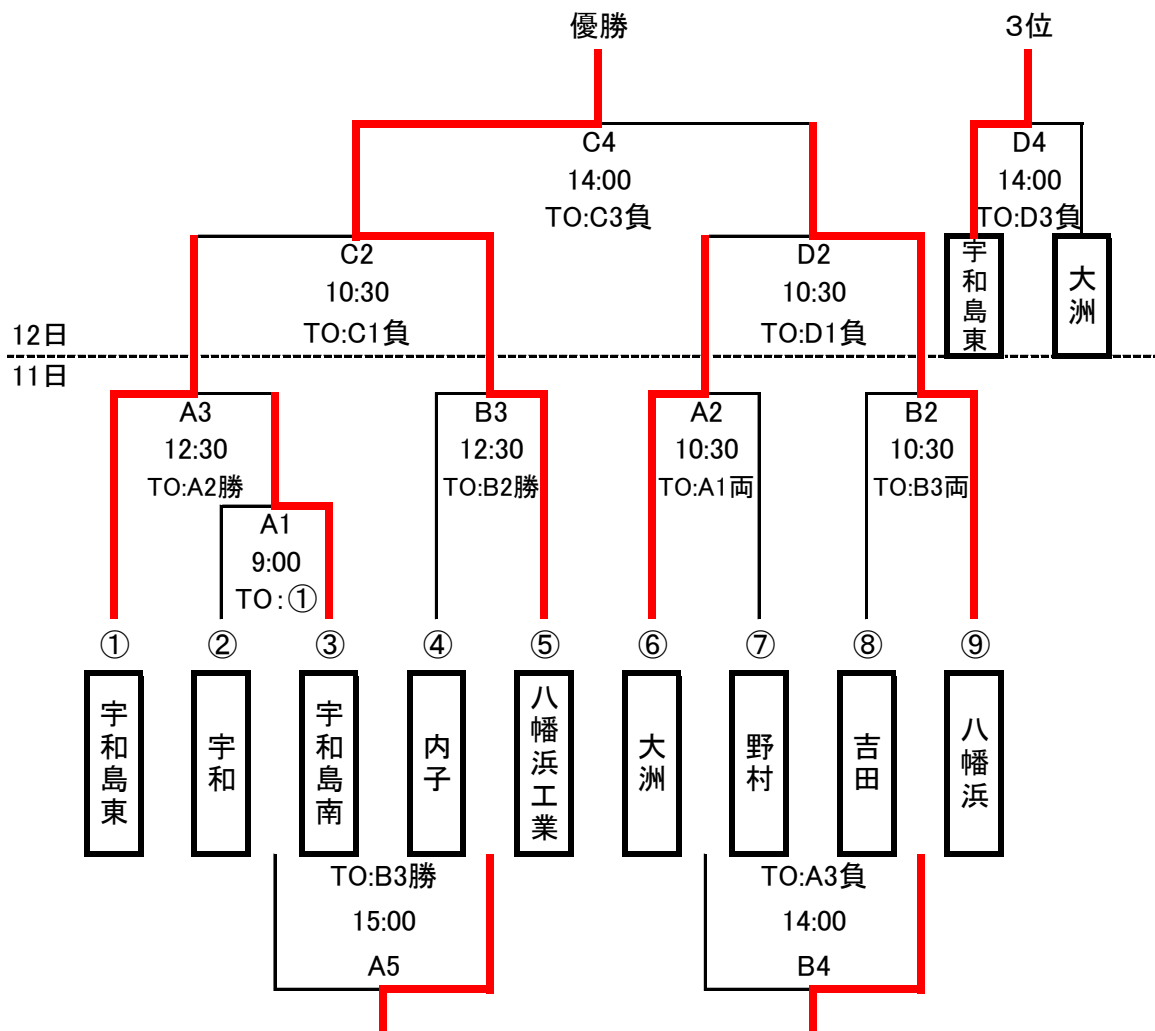 優勝
3位
C4
14:00
TO:C3負
D4
14:00
TO:D3負
C2
10:30
TO:C1負
D2
10:30
TO:D1負
宇和島東
大洲
12日
11日
A3
12:30
TO:A2勝
B3
12:30
TO:B2勝
A2
10:30
TO:A1両
B2
10:30
TO:B3両
A1
9:00
TO:①
① ② ③ ④ ⑤ ⑥ ⑦ ⑧ ⑨
宇和島東
宇和
宇和島南
内子
八幡浜工業
大洲
野村
吉田
八幡浜
TO:B3勝
15:00
A5
TO:A3負
14:00
B4